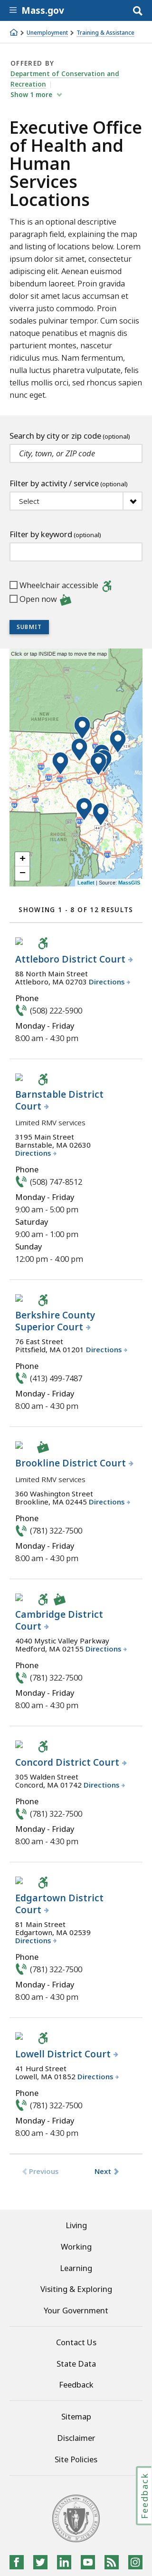 Mass.gov
Unemployment > Training & Assistance
OFFERED BY
Department of Conservation and
Recreation
Show 1 more
Executive Office
of Health and
Human
Services
Locations
This is an optional descriptive
paragraph, explaining the map
and listing of locations below. Lorem
ipsum dolor sit amet, consectetur
adipiscing elit. Vivamus euismod
bibendum leo, vitae lacinia
euismod bibendum leo. Proin gravida
dolor sit amet lacus accumsan et
viverra justo commodo. Proin
sodales pulvinar tempor. Cum sociis
natoque penatibus et magnis dis
parturient montes, nascetur
ridiculus mus. Nam fermentum,
nulla luctus pharetra vulputate,
felis tellus mollis orci, sed rhoncus sapien
nunc eget.
Search by city or zip code (optional)
City, town, or ZIP code
Filter by activity / service (optional)
Select
Filter by keyword (optional)
Wheelchair accessible
Open now
SUBMIT
Click or tap INSIDE map to move the map
NEW HAMPSHIRE
+
−
Leaflet | Source: MassGIS
SHOWING 1 - 8 OF 12 RESULTS
Attleboro District Court
88 North Main Street
Attleboro, MA 02703 Directions
Phone
(508) 222-5900
Monday - Friday
8:00 am - 4:30 pm
Barnstable District
Court
Limited RMV services
3195 Main Street
Barnstable, MA 02630
Directions
Phone
(508) 747-8512
Monday - Friday
9:00 am - 5:00 pm
Saturday
9:00 am - 1:00 pm
Sunday
12:00 pm - 4:00 pm
Berkshire County
Superior Court
76 East Street
Pittsfield, MA 01201 Directions
Phone
(413) 499-7487
Monday - Friday
8:00 am - 4:30 pm
Brookline District Court
Limited RMV services
360 Washington Street
Brookline, MA 02445 Directions
Phone
(781) 322-7500
Monday - Friday
8:00 am - 4:30 pm
Cambridge District
Court
4040 Mystic Valley Parkway
Medford, MA 02155 Directions
Phone
(781) 322-7500
Monday - Friday
8:00 am - 4:30 pm
Concord District Court
305 Walden Street
Concord, MA 01742 Directions
Phone
(781) 322-7500
Monday - Friday
8:00 am - 4:30 pm
Edgartown District
Court
81 Main Street
Edgartown, MA 02539
Directions
Phone
(781) 322-7500
Monday - Friday
8:00 am - 4:30 pm
Lowell District Court
41 Hurd Street
Lowell, MA 01852 Directions
Phone
(781) 322-7500
Monday - Friday
8:00 am - 4:30 pm
Previous Next
Living
Working
Learning
Visiting & Exploring
Your Government
Contact Us
State Data
Feedback
Sitemap
Disclaimer
Site Policies
Feedback